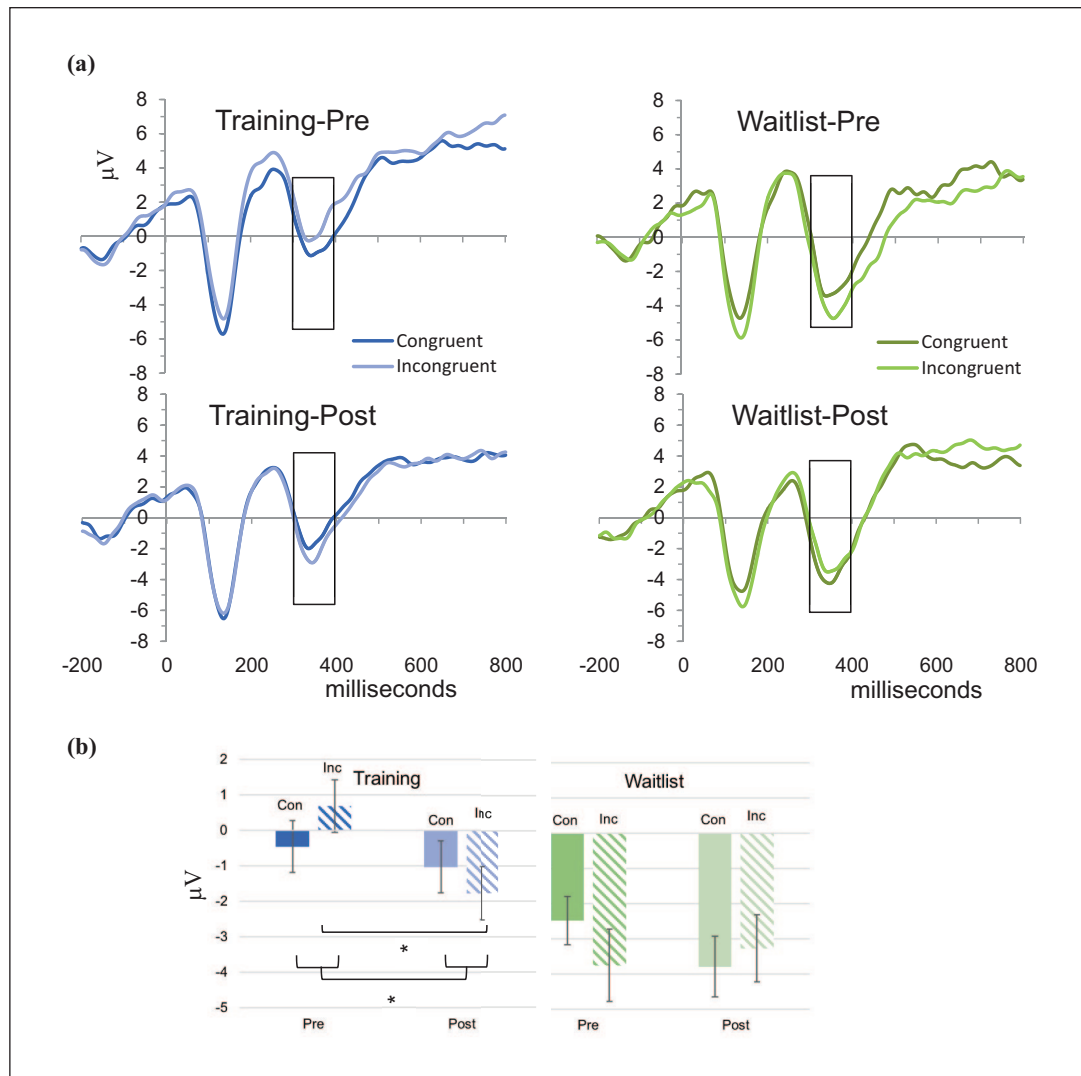 (a)
8
6
4
2
0
-2
-4
-6
-8
µV
Training-Pre
Congruent
Incongruent
8
6
4
2
0
-2
-4
-6
-8
Waitlist-Pre
Congruent
Incongruent
8
6
4
2
0
-2
-4
-6
-8
Training-Post
-200 0 200 400 600 800
milliseconds
8
6
4
2
0
-2
-4
-6
-8
Waitlist-Post
-200 0 200 400 600 800
milliseconds
(b)
2
1
0
-1
-2
-3
-4
-5
µV
Training
Con
Inc
Con
Inc
*
*
Pre
Post
Waitlist
Con
Inc
Con
Inc
Pre
Post